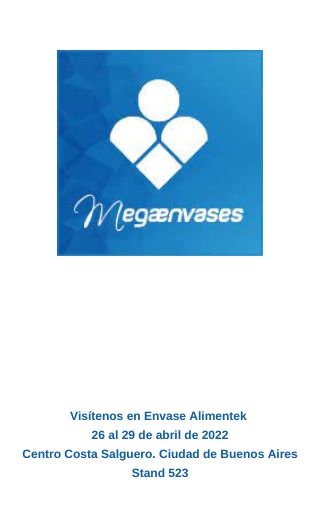 Megaenvases
Visítenos en Envase Alimentek
26 al 29 de abril de 2022
Centro Costa Salguero. Ciudad de Buenos Aires
Stand 523